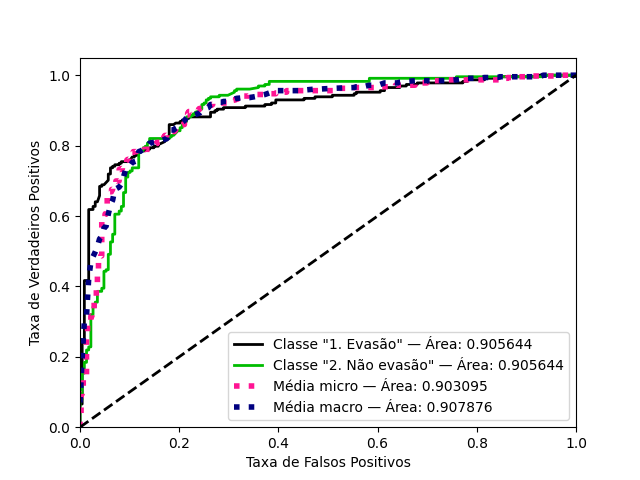 1.0
0.8
0.6
0.4
0.2
0.0
Taxa de Verdadeiros Positivos
Classe "1. Evasão" — Área: 0.905644
Classe "2. Não evasão" — Área: 0.905644
Média micro — Área: 0.903095
Média macro — Área: 0.907876
0.0 0.2 0.4 0.6 0.8 1.0
Taxa de Falsos Positivos